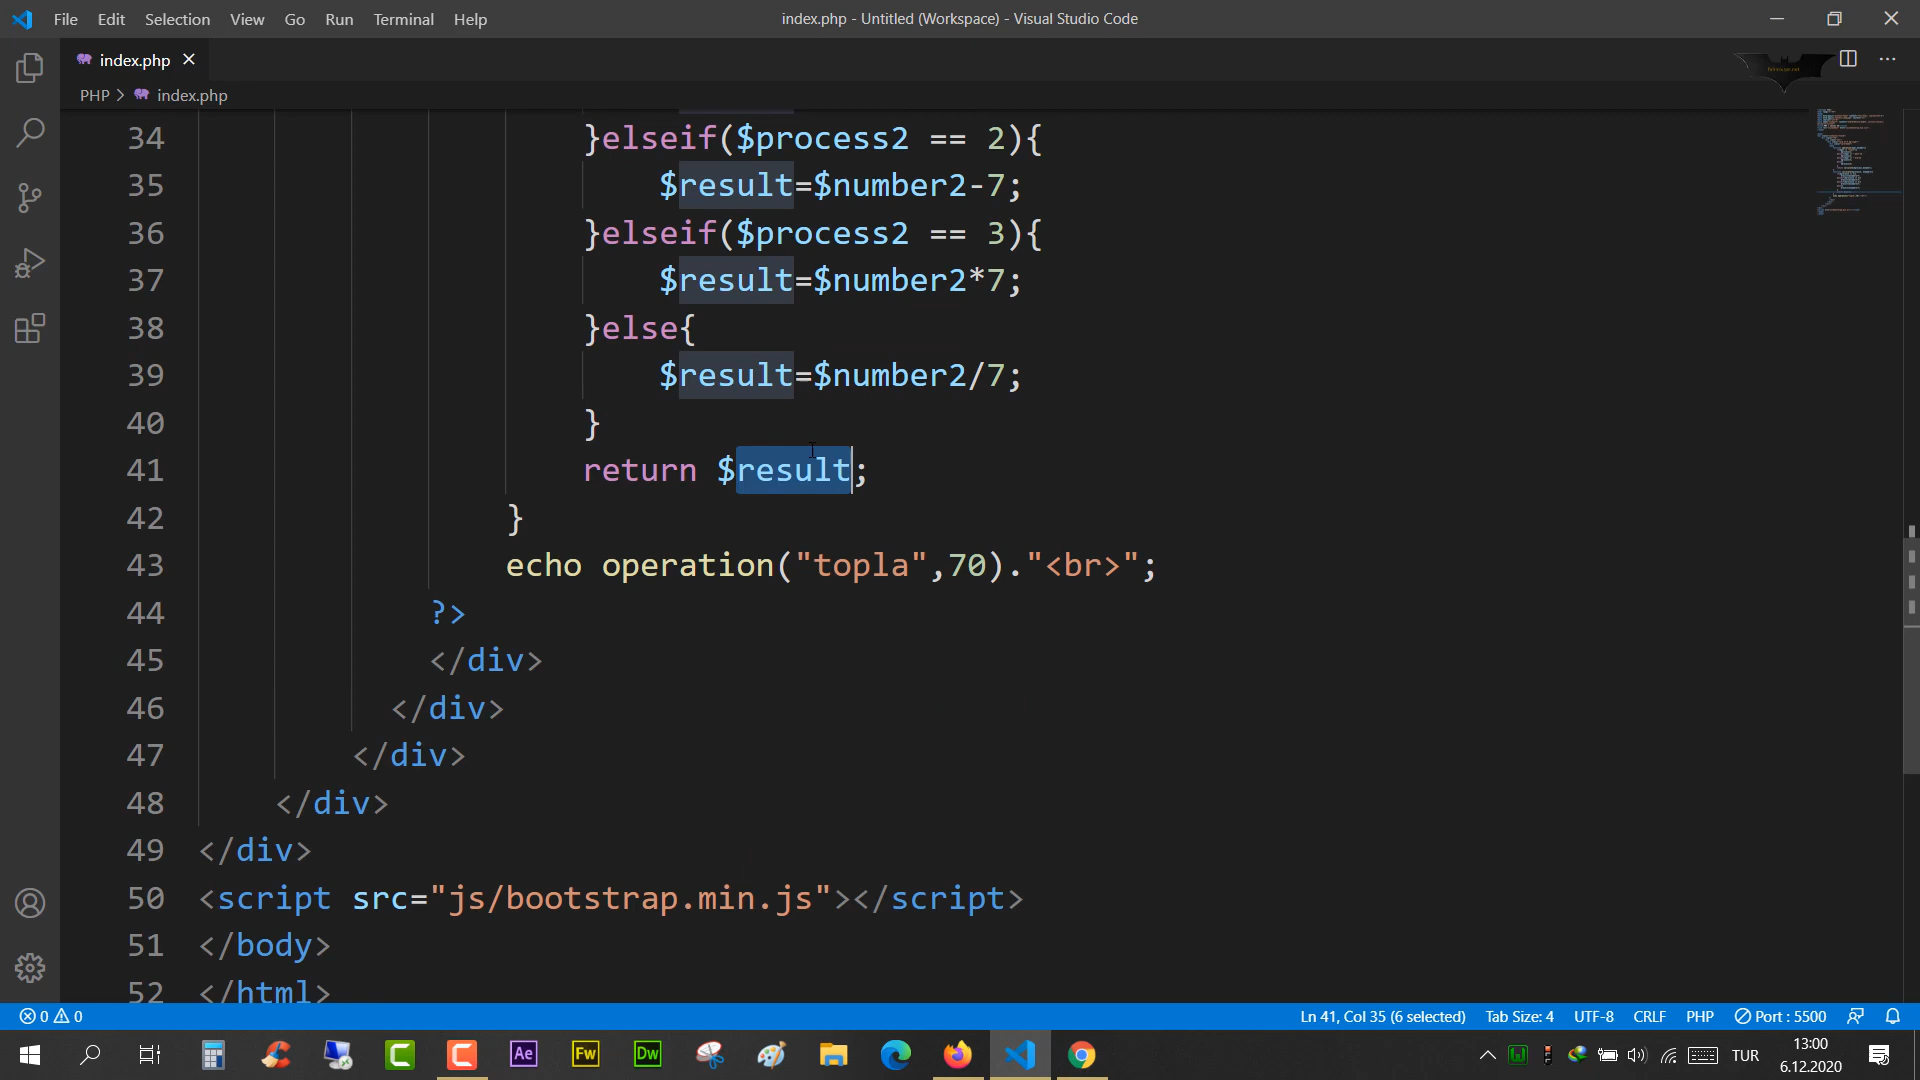 File Edit Selection View Go Run Terminal Help
index.php - Untitled (Workspace) - Visual Studio Code
index.php
PHP > index.php
34 }elseif($process2 == 2){
35 $result=$number2-7;
36 }elseif($process2 == 3){
37 $result=$number2*7;
38 }else{
39 $result=$number2/7;
40 }
41 return $result;
42 }
43 echo operation("topla",70)."<br>";
44 ?>
45 </div>
46 </div>
47 </div>
48 </div>
49 </div>
50 <script src="js/bootstrap.min.js"></script>
51 </body>
52 </html>
0 0
Ln 41, Col 35 (6 selected) Tab Size: 4 UTF-8 CRLF PHP Port : 5500
Ae Fw Dw
TUR
13:00
6.12.2020